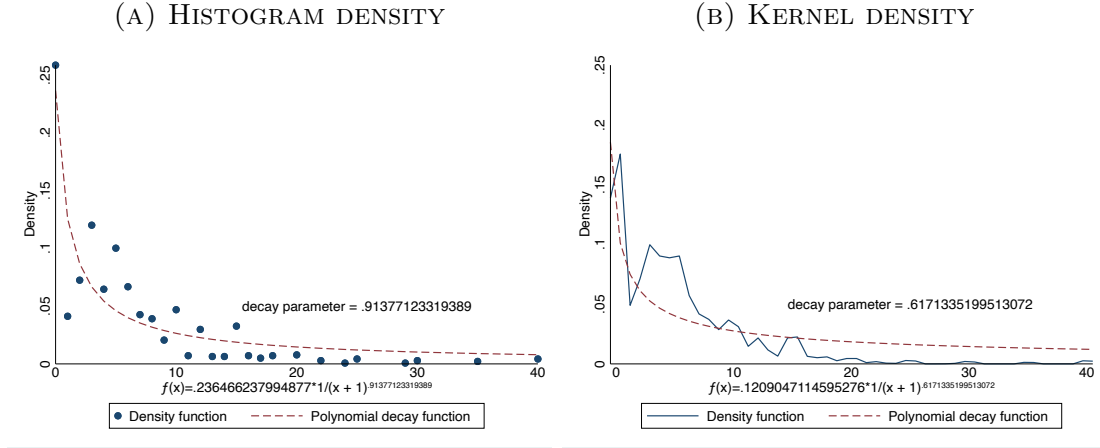 (A) HISTOGRAM DENSITY
.25
.2
.15
.1
.05
0
Density
decay parameter = .91377123319389
0 10 20 30 40
f(x)=.236466237994877*1/(x + 1).91377123319389
Density function Polynomial decay function
(B) KERNEL DENSITY
.25
.2
.15
.1
.05
0
Density
decay parameter = .6171335199513072
0 10 20 30 40
f(x)=.1209047114595276*1/(x + 1).6171335199513072
Density function Polynomial decay function